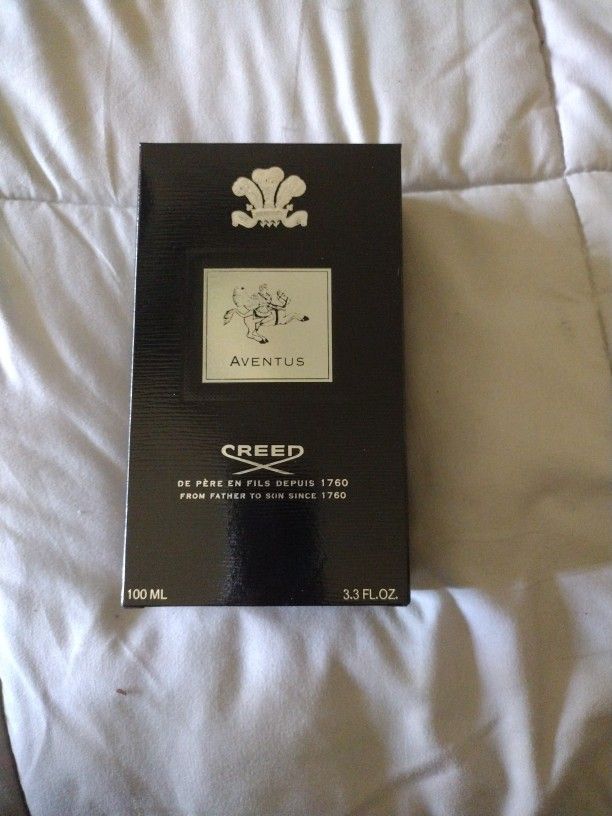 AVENTUS
CREED
DE PÈRE EN FILS DEPUIS 1760
FROM FATHER TO SON SINCE 1760
100 ML 3.3 FL.OZ.